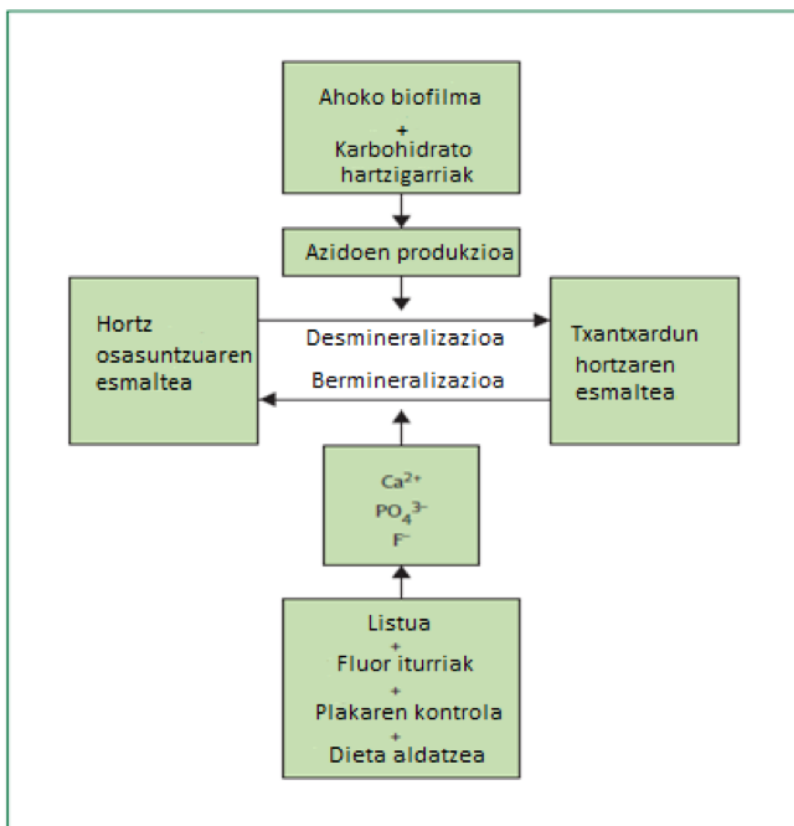 Ahoko biofilma
+
Karbohidrato
hartzigarriak
Azidoen produkzioa
Hortz
osasuntzuaren
esmaltea
Desmineralizazioa
Bermineralizazioa
Txantxardun
hortzaren
esmaltea
Ca²⁺
PO₄³⁻
F⁻
Listua
+
Fluor iturriak
+
Plakaren kontrola
+
Dieta aldatzea